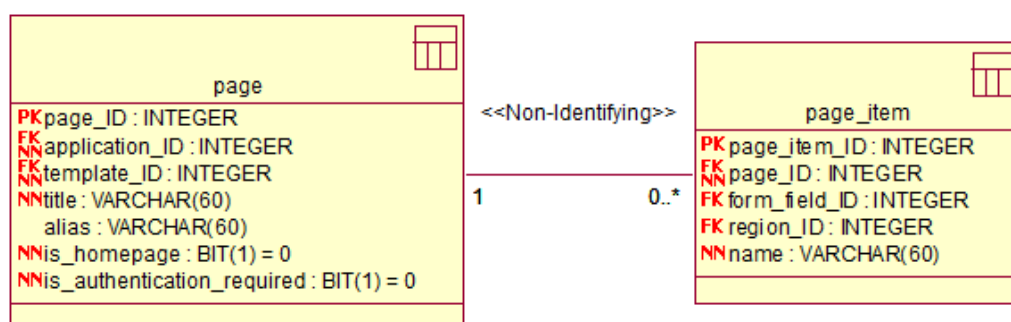 page
PK page_ID : INTEGER
FK NN application_ID : INTEGER
FK NN template_ID : INTEGER
NN title : VARCHAR(60)
alias : VARCHAR(60)
NN is_homepage : BIT(1) = 0
NN is_authentication_required : BIT(1) = 0
<<Non-Identifying>>
1
0..*
page_item
PK page_item_ID : INTEGER
FK NN page_ID : INTEGER
FK form_field_ID : INTEGER
FK region_ID : INTEGER
NN name : VARCHAR(60)